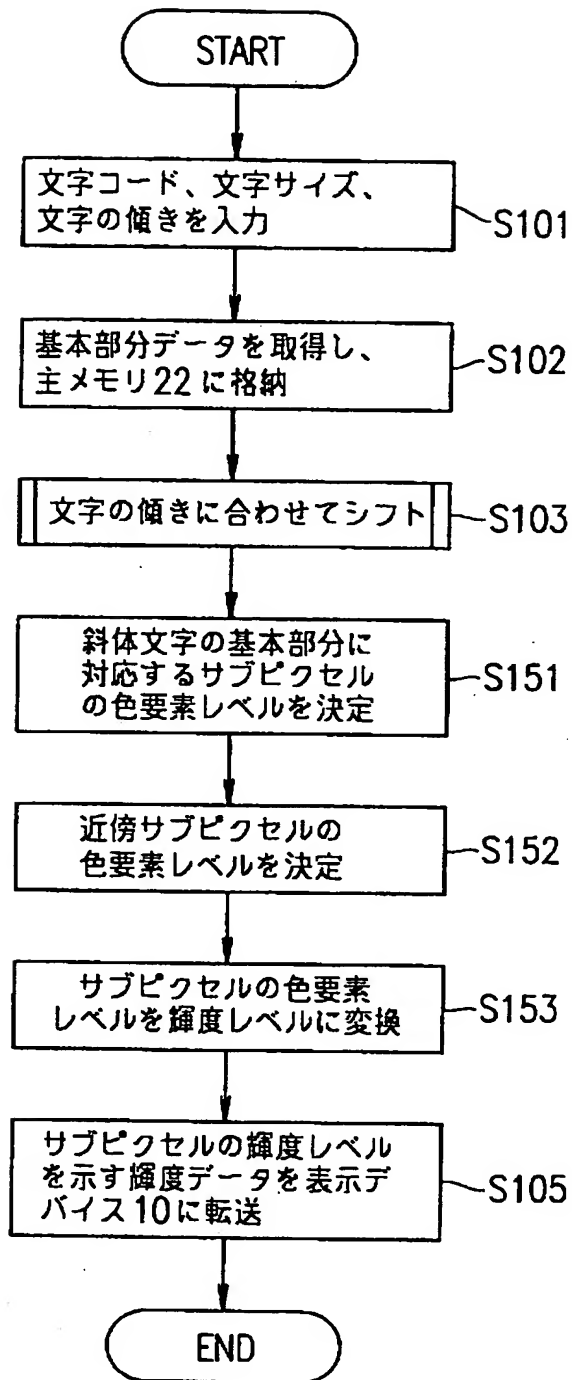 START
文字コード、文字サイズ、
文字の傾きを入力
S101
基本部分データを取得し、
主メモリ22に格納
S102
文字の傾きに合わせてシフト
S103
斜体文字の基本部分に
対応するサブピクセル
の色要素レベルを決定
S151
近傍サブピクセルの
色要素レベルを決定
S152
サブピクセルの色要素
レベルを輝度レベルに変換
S153
サブピクセルの輝度レベル
を示す輝度データを表示デ
バイス10に転送
S105
END